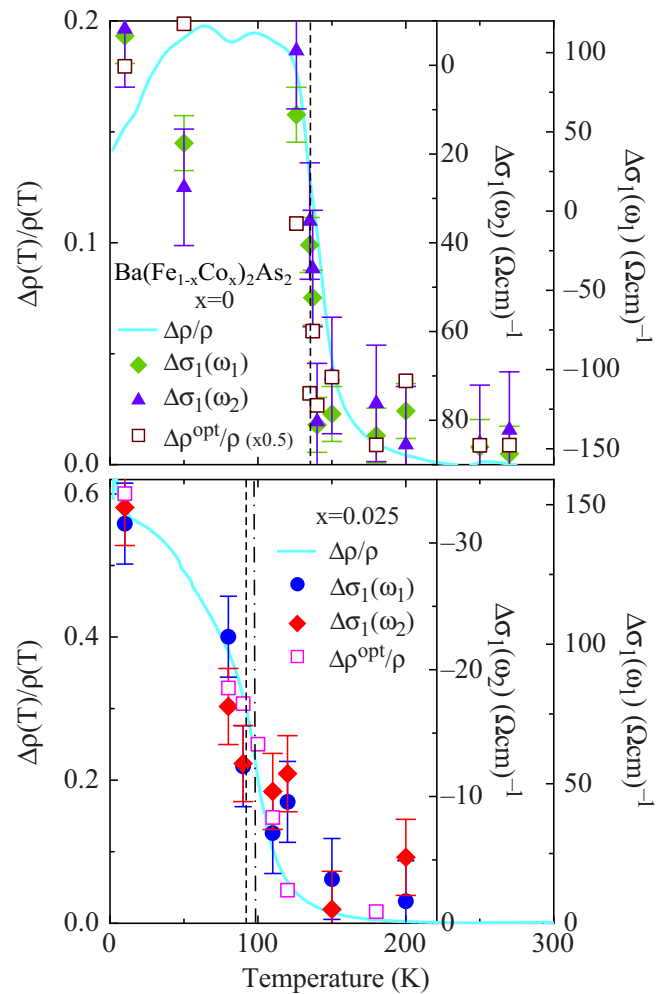 0.2
0.1
0.0
Δρ(T)/ρ(T)
Ba(Fe₁₋ₓCoₓ)₂As₂
x=0
Δρ/ρ
Δσ₁(ω₁)
Δσ₁(ω₂)
Δρᵒᵖᵗ/ρ (x0.5)
0
20
40
60
80
Δσ₁(ω₂) (Ωcm)⁻¹
100
50
0
−50
−100
−150
Δσ₁(ω₁) (Ωcm)⁻¹
0.6
0.4
0.2
0.0
Δρ(T)/ρ(T)
x=0.025
Δρ/ρ
Δσ₁(ω₁)
Δσ₁(ω₂)
Δρᵒᵖᵗ/ρ
−30
−20
−10
0
Δσ₁(ω₂) (Ωcm)⁻¹
150
100
50
0
Δσ₁(ω₁) (Ωcm)⁻¹
0 100 200 300
Temperature (K)